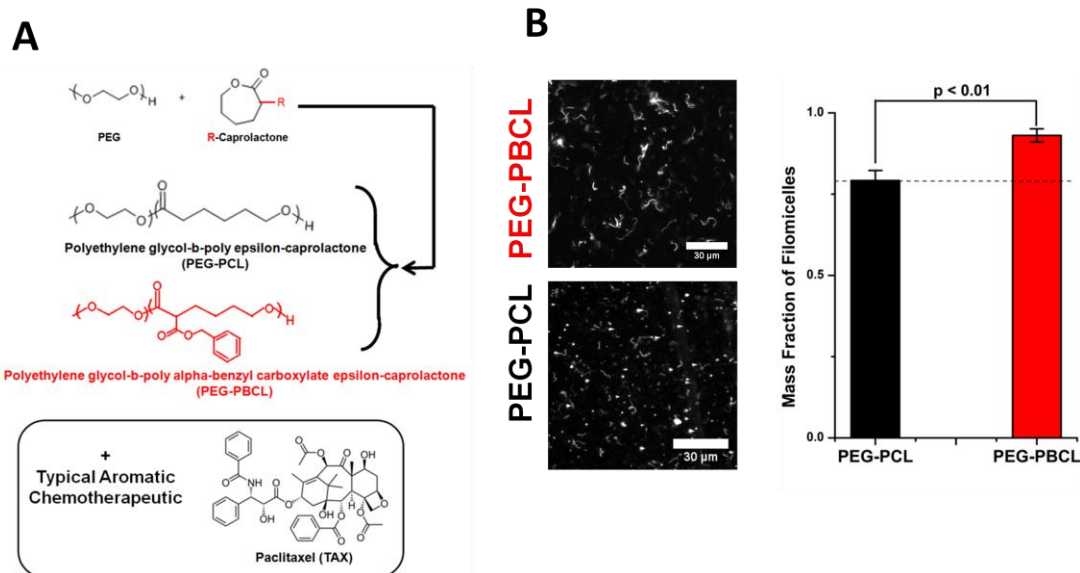 A
PEG
+
R-Caprolactone
Polyethylene glycol-b-poly epsilon-caprolactone
(PEG-PCL)
Polyethylene glycol-b-poly alpha-benzyl carboxylate epsilon-caprolactone
(PEG-PBCL)
+
Typical Aromatic
Chemotherapeutic
Paclitaxel (TAX)
B
PEG-PBCL
30 µm
PEG-PCL
30 µm
Mass Fraction of Filomicelles
1.0
0.5
0.0
p < 0.01
PEG-PCL
PEG-PBCL